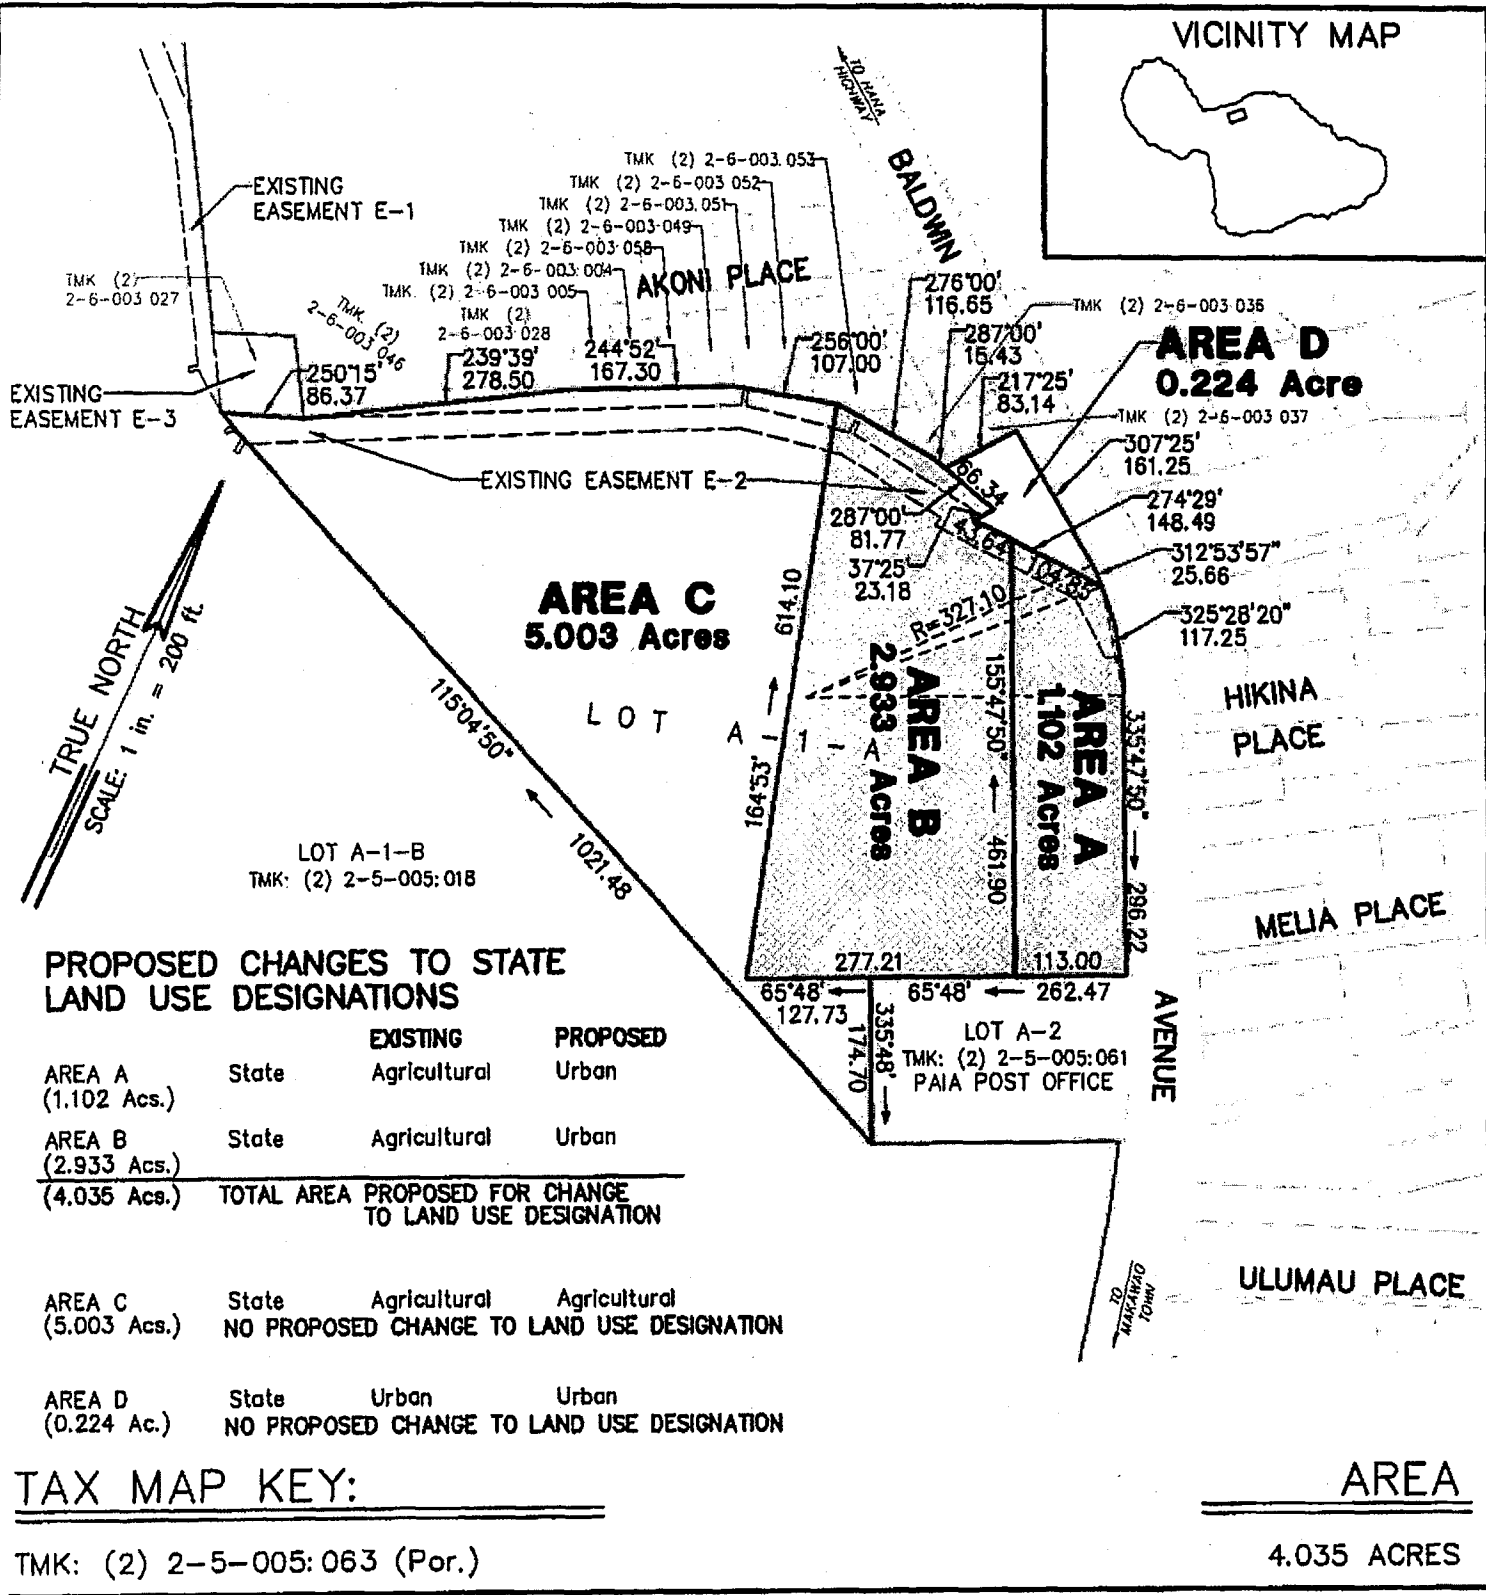 VICINITY MAP
TO HANA
HIGHWAY
BALDWIN
TMK (2) 2-6-003.053
TMK (2) 2-6-003 052
TMK (2) 2-6-003.051
TMK (2) 2-6-003.049
TMK (2) 2-6-003.058
TMK (2) 2-6-003.004
TMK (2) 2-6-003 005
TMK (2)
2-6-003 028
AKONI PLACE
EXISTING
EASEMENT E-1
TMK (2)
2-6-003 027
TMK. (2)
2-6-003 046
EXISTING
EASEMENT E-3
250°15'
86.37
239°39'
278.50
244°52'
167.30
256°00'
107.00
276°00'
116.65
287°00'
15.43
217°25'
83.14
TMK (2) 2-6-003 036
AREA D
0.224 Acre
TMK (2) 2-6-003 037
307°25'
161.25
274°29'
148.49
312°53'57"
25.66
325°28'20"
117.25
EXISTING EASEMENT E-2
66.34
287°00'
81.77
43.64
37°25'
23.18
104.85
R=327.10
AREA C
5.003 Acres
614.10
164°53'
LOT A-1-A
AREA B
2.933 Acres
155°47'50"
461.90
AREA A
1.102 Acres
335°47'50"
296.22
HIKINA
PLACE
MELIA PLACE
TRUE NORTH
SCALE: 1 in. = 200 ft.
115°04'50"
1021.48
LOT A-1-B
TMK: (2) 2-5-005:018
277.21
113.00
65°48'
127.73
65°48'
262.47
335°48'
174.70
LOT A-2
TMK: (2) 2-5-005:061
PAIA POST OFFICE
AVENUE
TO
MAKAWAO
TOWN
ULUMAU PLACE
PROPOSED CHANGES TO STATE
LAND USE DESIGNATIONS
EXISTING PROPOSED
AREA A State Agricultural Urban
(1.102 Acs.)
AREA B State Agricultural Urban
(2.933 Acs.)
(4.035 Acs.) TOTAL AREA PROPOSED FOR CHANGE
TO LAND USE DESIGNATION
AREA C State Agricultural Agricultural
(5.003 Acs.) NO PROPOSED CHANGE TO LAND USE DESIGNATION
AREA D State Urban Urban
(0.224 Ac.) NO PROPOSED CHANGE TO LAND USE DESIGNATION
TAX MAP KEY:
TMK: (2) 2-5-005:063 (Por.)
AREA
4.035 ACRES